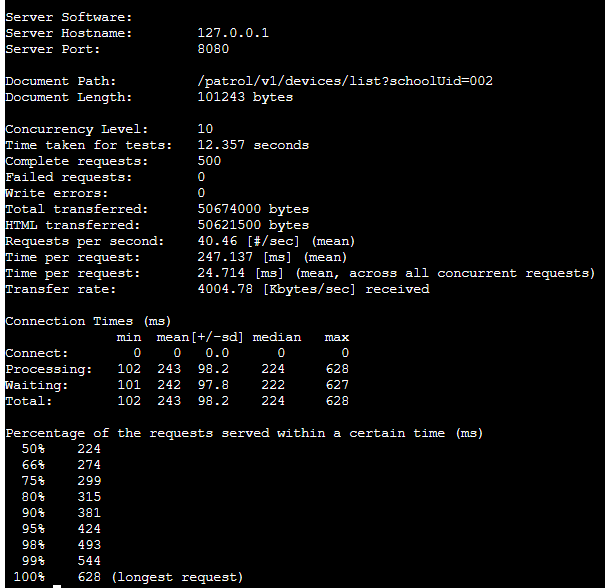 Server Software:
Server Hostname:        127.0.0.1
Server Port:            8080
Document Path:          /patrol/v1/devices/list?schoolUid=002
Document Length:        101243 bytes
Concurrency Level:      10
Time taken for tests:   12.357 seconds
Complete requests:      500
Failed requests:        0
Write errors:           0
Total transferred:      50674000 bytes
HTML transferred:       50621500 bytes
Requests per second:    40.46 [#/sec] (mean)
Time per request:       247.137 [ms] (mean)
Time per request:       24.714 [ms] (mean, across all concurrent requests)
Transfer rate:          4004.78 [Kbytes/sec] received
Connection Times (ms)
              min  mean[+/-sd] median   max
Connect:        0    0   0.0      0       0
Processing:   102  243  98.2    224     628
Waiting:      101  242  97.8    222     627
Total:        102  243  98.2    224     628
Percentage of the requests served within a certain time (ms)
  50%    224
  66%    274
  75%    299
  80%    315
  90%    381
  95%    424
  98%    493
  99%    544
 100%    628 (longest request)